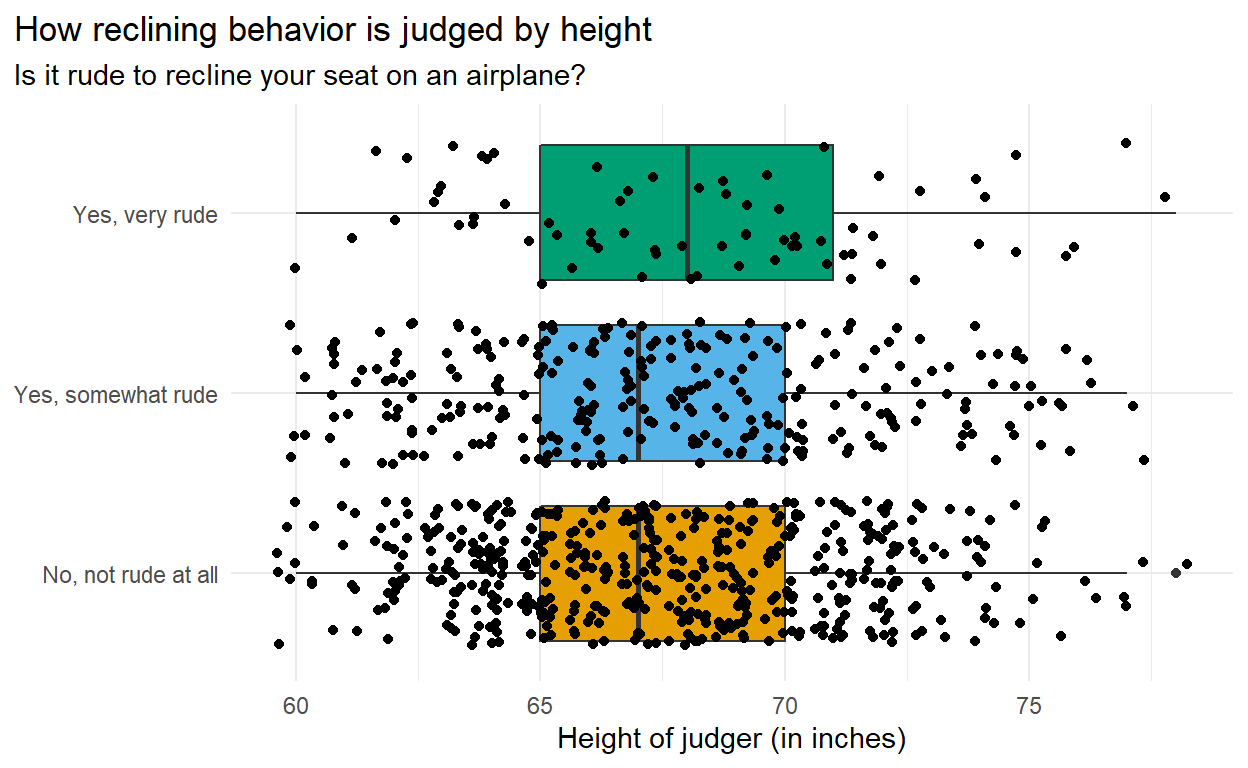 How reclining behavior is judged by height
Is it rude to recline your seat on an airplane?
Yes, very rude
Yes, somewhat rude
No, not rude at all
60 65 70 75
Height of judger (in inches)